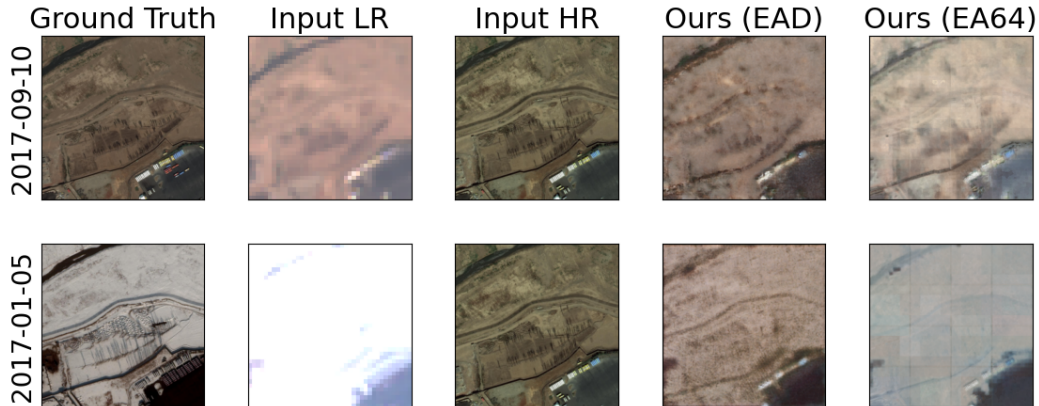 Ground Truth Input LR Input HR Ours (EAD) Ours (EA64)
2017-09-10
2017-01-05